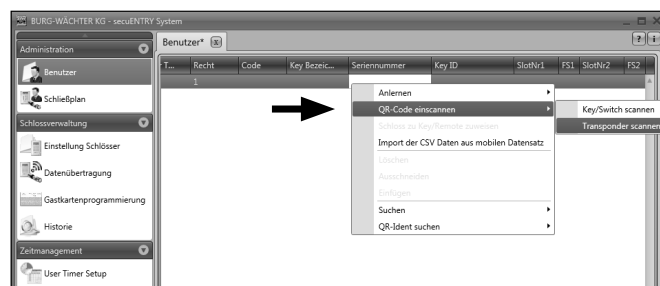 BURG-WÄCHTER KG - secuENTRY System
Administration
Benutzer
Schließplan
Schlossverwaltung
Einstellung Schlösser
Datenübertragung
Gastkartenprogrammierung
Historie
Zeitmanagement
User Timer Setup
Benutzer*
? i
T... Recht Code Key Bezeic... Seriennummer Key ID SlotNr1 FS1 SlotNr2 FS2
1
Anlernen
QR-Code einscannen
Schloss zu Key/Remote zuweisen
Import der CSV Daten aus mobilen Datensatz
Löschen
Ausschneiden
Einfügen
Suchen
QR-Ident suchen
Key/Switch scannen
Transponder scannen